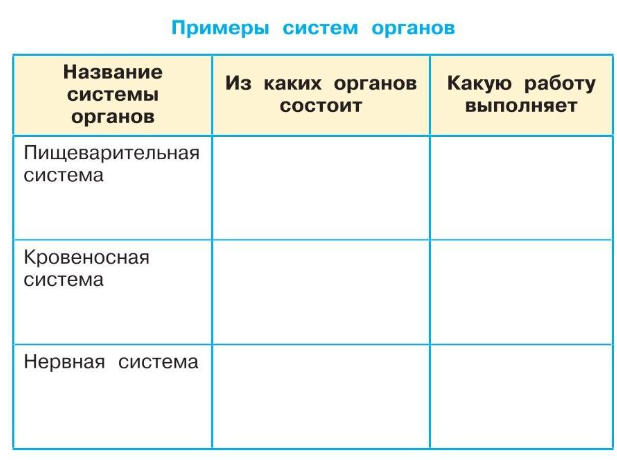 Примеры систем органов
Название
системы
органов
Из каких органов
состоит
Какую работу
выполняет
Пищеварительная
система
Кровеносная
система
Нервная система